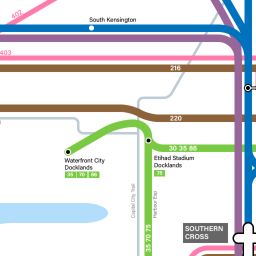 407
South Kensington
403
216
220
Waterfront City
Docklands
35 70 86
30 35 86
Etihad Stadium
Docklands
75
Capital City Trail
Harbour Esp
35 70 75
SOUTHERN
CROSS